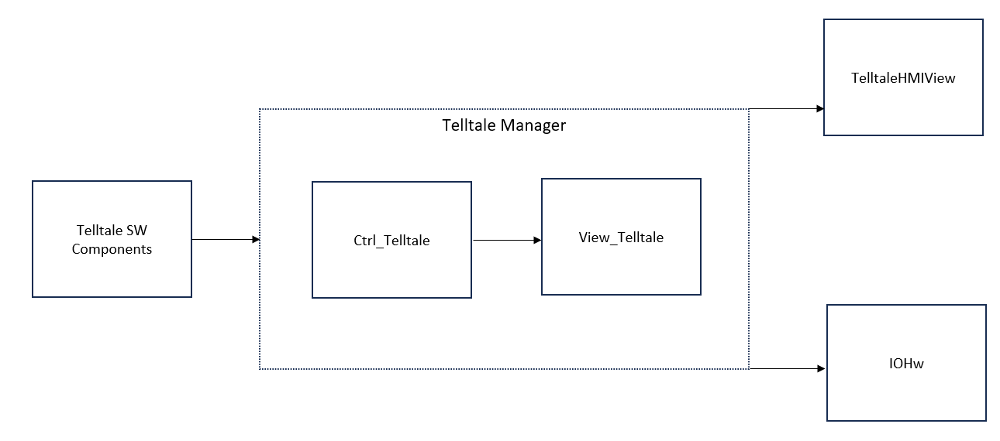 TelltaleHMIView
Telltale Manager
Telltale SW
Components
Ctrl_Telltale
View_Telltale
IOHw